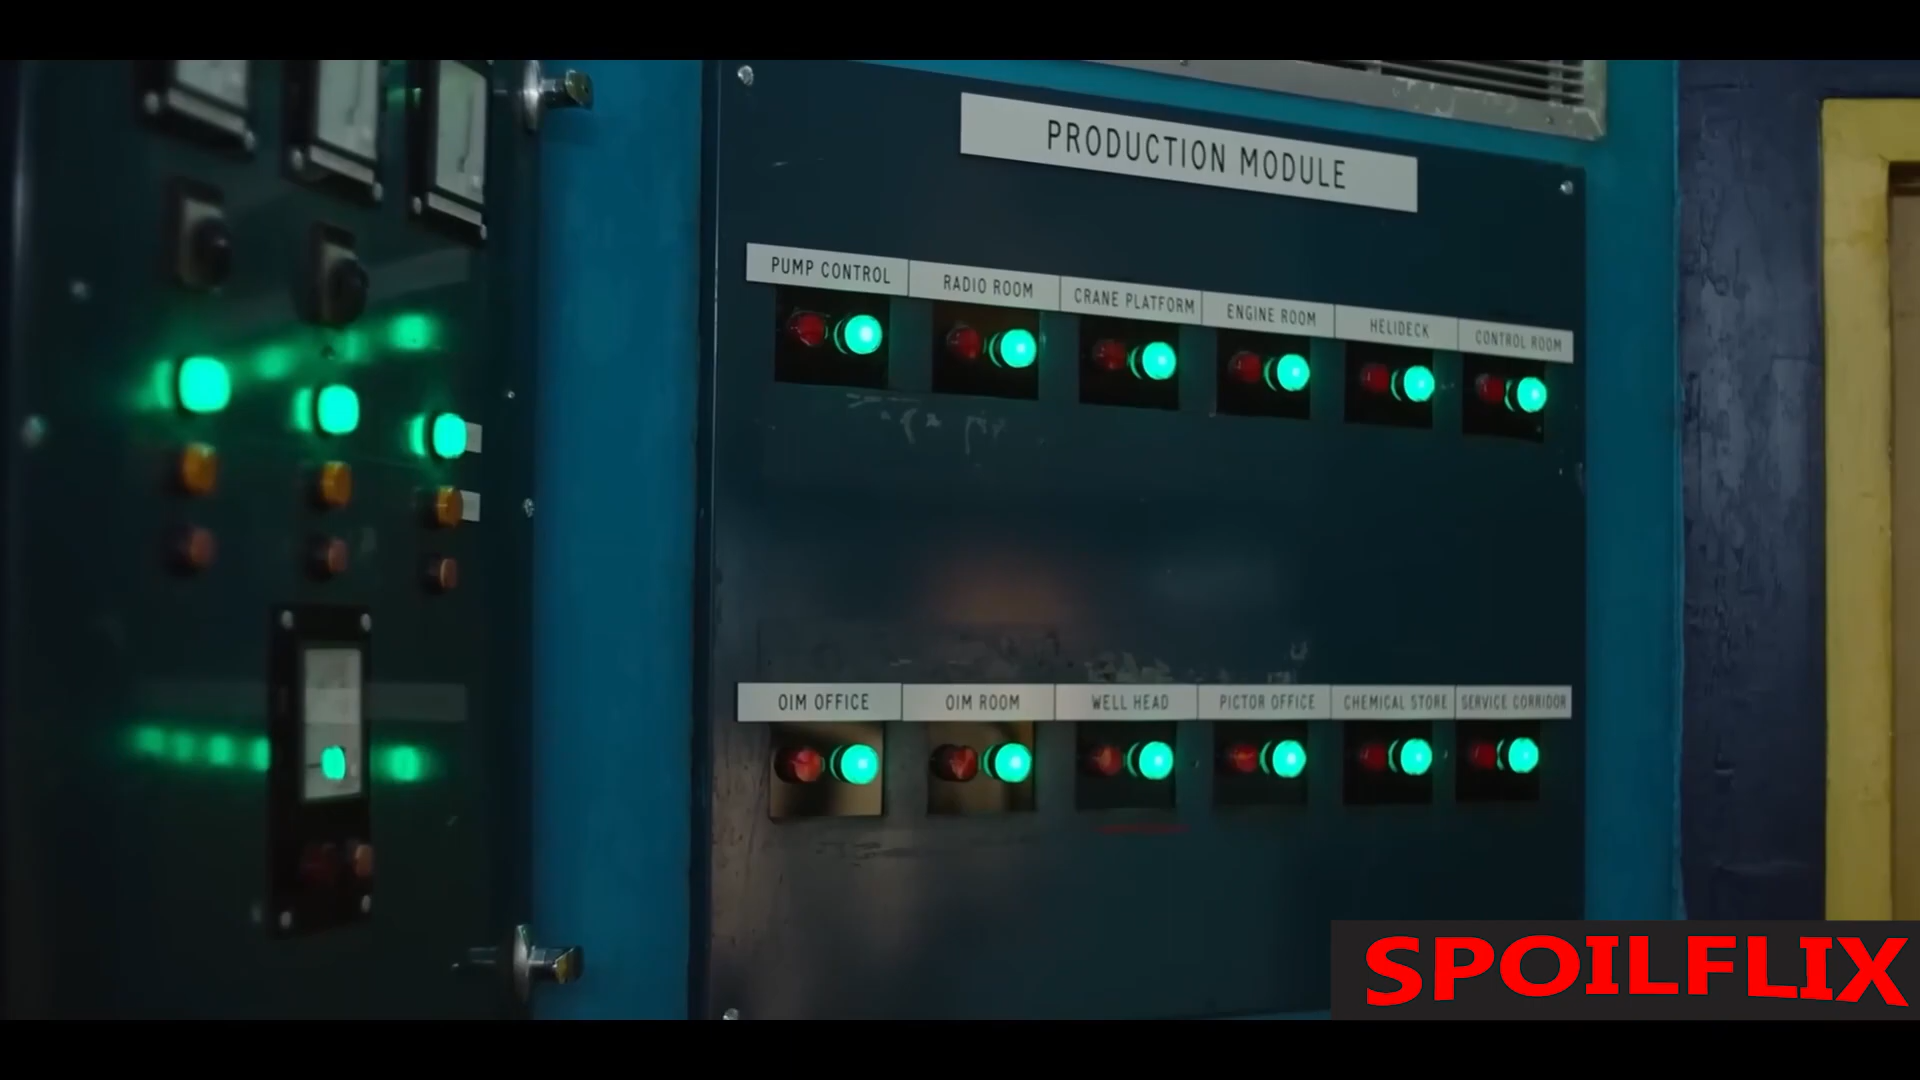 PRODUCTION MODULE
PUMP CONTROL
RADIO ROOM
CRANE PLATFORM
ENGINE ROOM
HELIDECK
CONTROL ROOM
OIM OFFICE
OIM ROOM
WELL HEAD
PICTOR OFFICE
CHEMICAL STORE
SERVICE CORRIDOR
SPOILFLIX